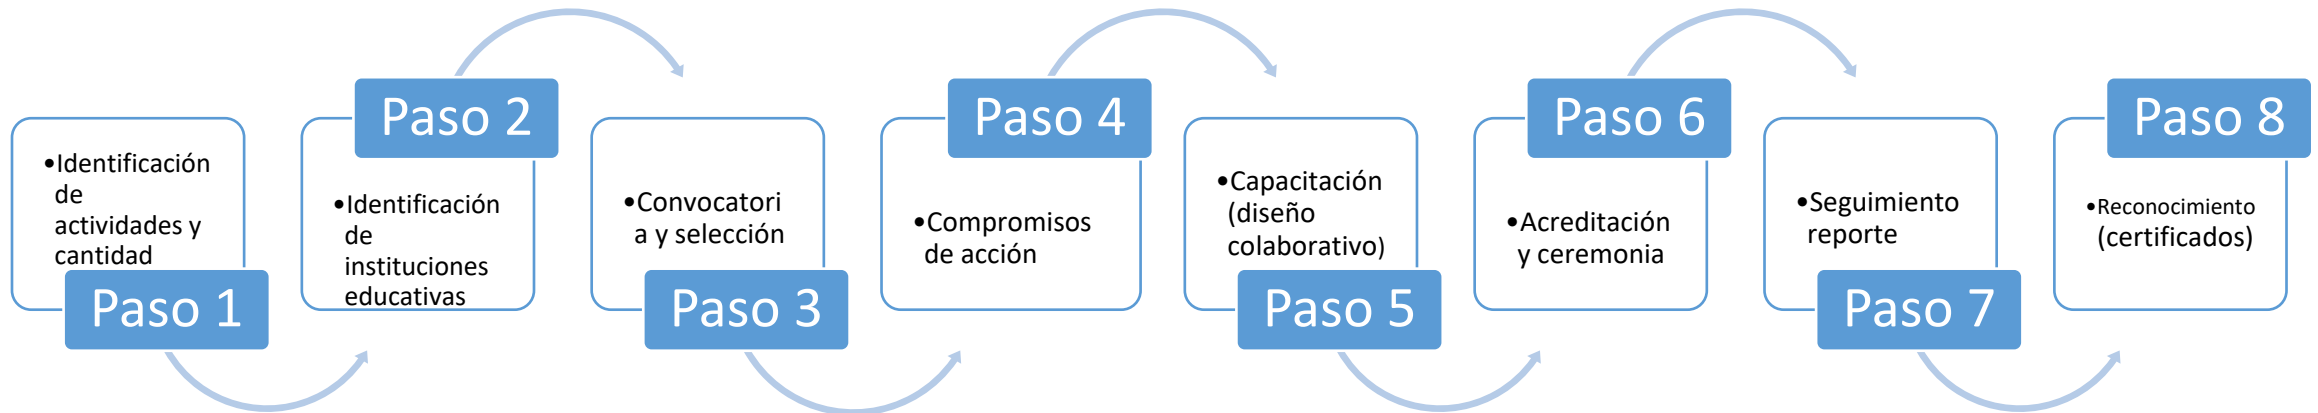 •Identificación
de
actividades y
cantidad
Paso 1
Paso 2
•Identificación
de
instituciones
educativas
•Convocatori
a y selección
Paso 3
Paso 4
•Compromisos
de acción
•Capacitación
(diseño
colaborativo)
Paso 5
Paso 6
•Acreditación
y ceremonia
•Seguimiento
reporte
Paso 7
Paso 8
•Reconocimiento
(certificados)